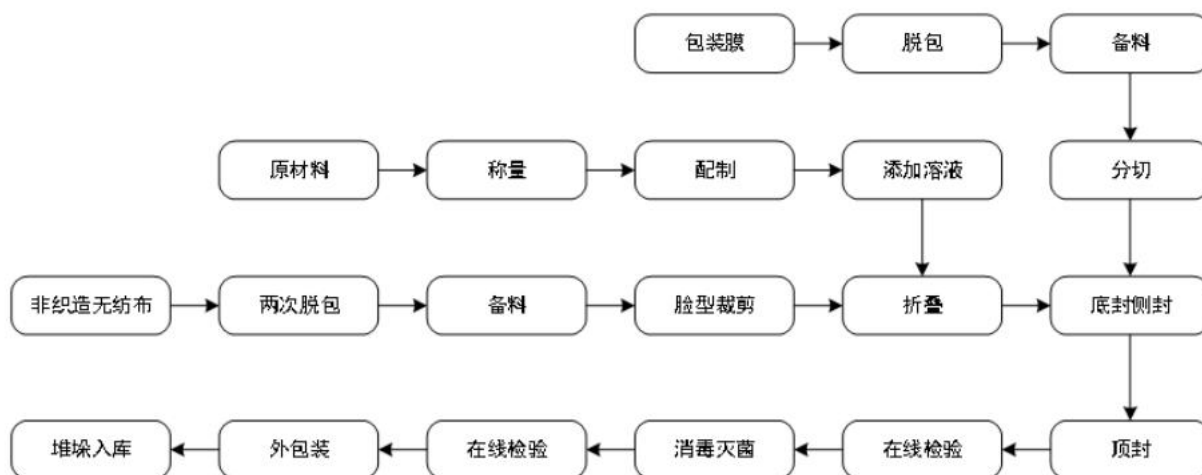 包装膜
脱包
备料
原材料
称量
配制
添加溶液
分切
非织造无纺布
两次脱包
备料
脸型裁剪
折叠
底封侧封
堆垛入库
外包装
在线检验
消毒灭菌
在线检验
顶封